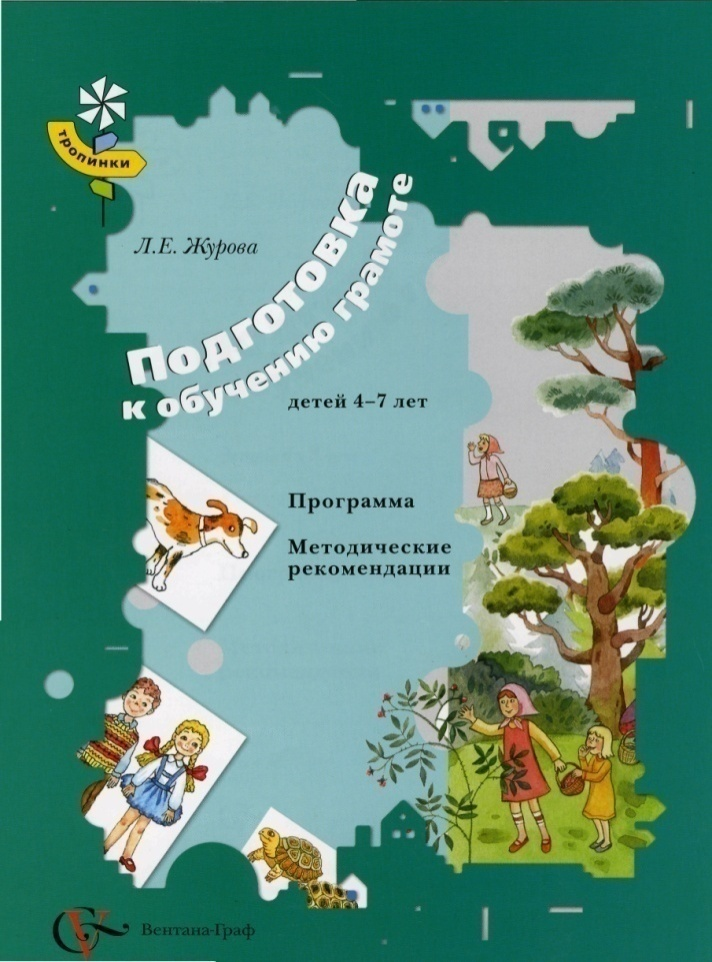 тропинки
Л.Е. Журова
Подготовка
к обучению грамоте
детей 4–7 лет
Программа
Методические
рекомендации
Вентана-Граф